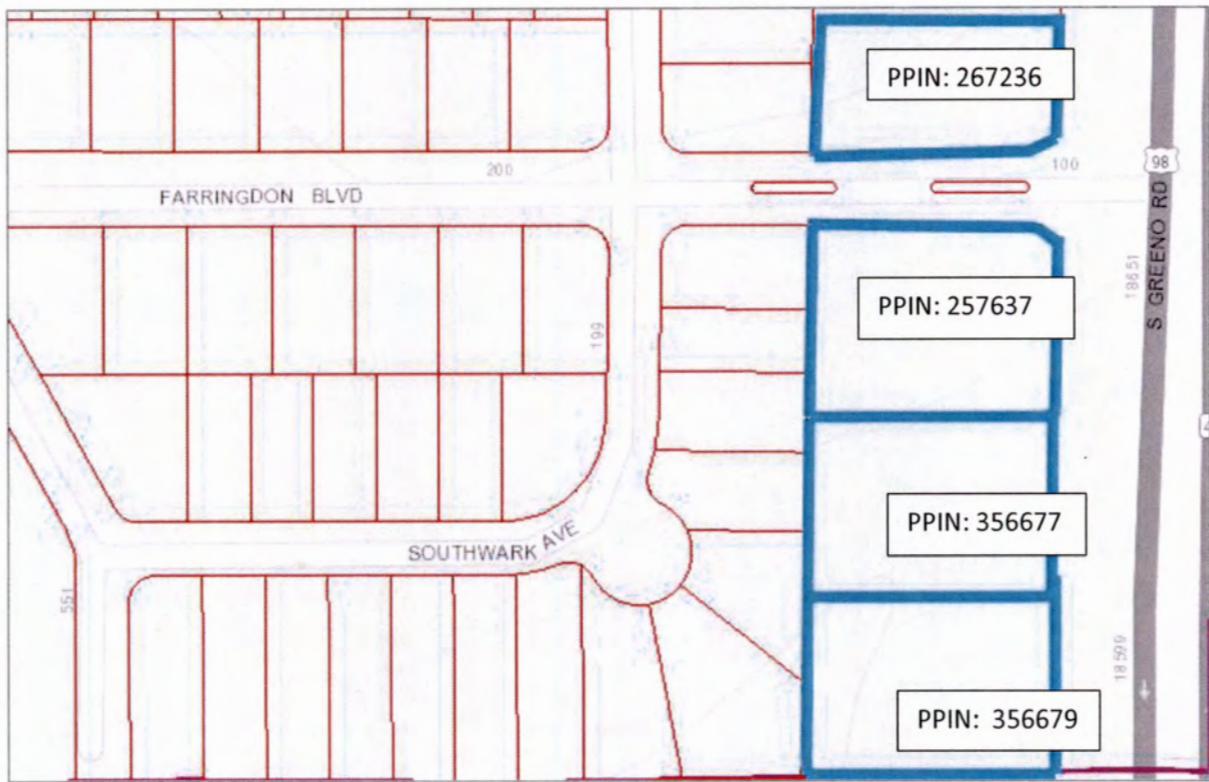 PPIN: 267236
200
100
98
FARRINGDON BLVD
S GREENO RD
18651
PPIN: 257637
199
4
PPIN: 356677
SOUTHWARK AVE
551
18599
PPIN: 356679